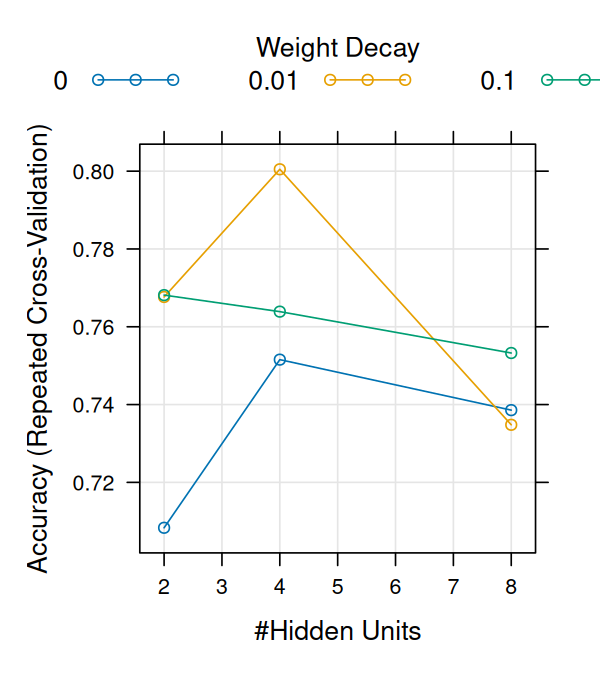 Weight Decay
0 0.01 0.1
Accuracy (Repeated Cross-Validation)
0.80
0.78
0.76
0.74
0.72
2 3 4 5 6 7 8
#Hidden Units